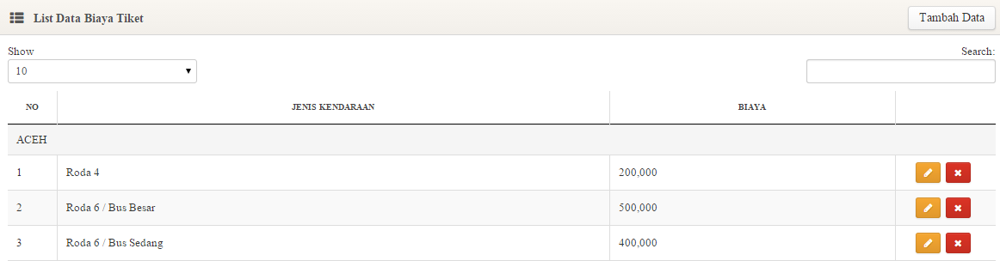 List Data Biaya Tiket
Tambah Data
Show
Search:
10
NO JENIS KENDARAAN BIAYA
ACEH
1 Roda 4 200,000
2 Roda 6 / Bus Besar 500,000
3 Roda 6 / Bus Sedang 400,000